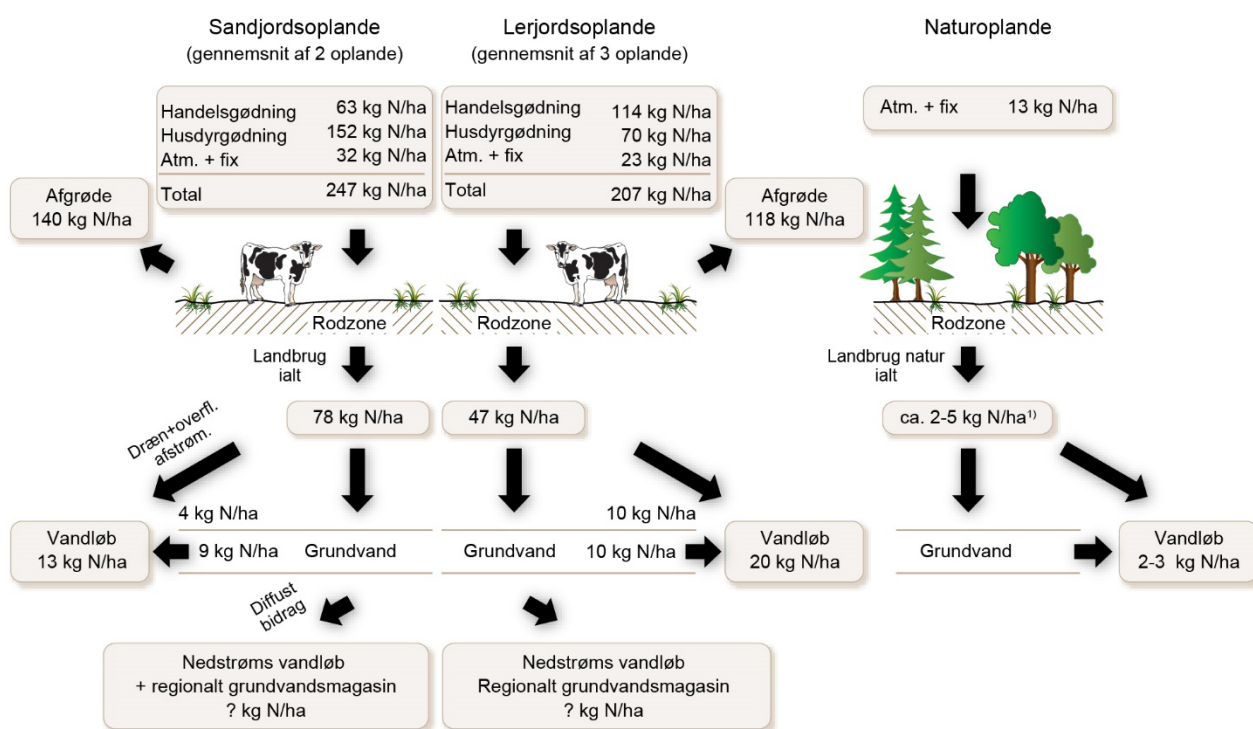 Sandjordsoplande
(gennemsnit af 2 oplande)
Lerjordsoplande
(gennemsnit af 3 oplande)
Naturoplande
Handelsgødning 63 kg N/ha
Husdyrgødning 152 kg N/ha
Atm. + fix 32 kg N/ha
Total 247 kg N/ha
Handelsgødning 114 kg N/ha
Husdyrgødning 70 kg N/ha
Atm. + fix 23 kg N/ha
Total 207 kg N/ha
Atm. + fix 13 kg N/ha
Afgrøde
140 kg N/ha
Afgrøde
118 kg N/ha
Rodzone
Rodzone
Rodzone
Landbrug
ialt
Landbrug natur
ialt
78 kg N/ha
47 kg N/ha
ca. 2-5 kg N/ha¹⁾
Dræn+overfl.
afstrøm.
4 kg N/ha
10 kg N/ha
Vandløb
13 kg N/ha
9 kg N/ha
Grundvand
Grundvand
10 kg N/ha
Vandløb
20 kg N/ha
Grundvand
Vandløb
2-3 kg N/ha
Diffust
bidrag
Nedstrøms vandløb
+ regionalt grundvandsmagasin
? kg N/ha
Nedstrøms vandløb
Regionalt grundvandsmagasin
? kg N/ha